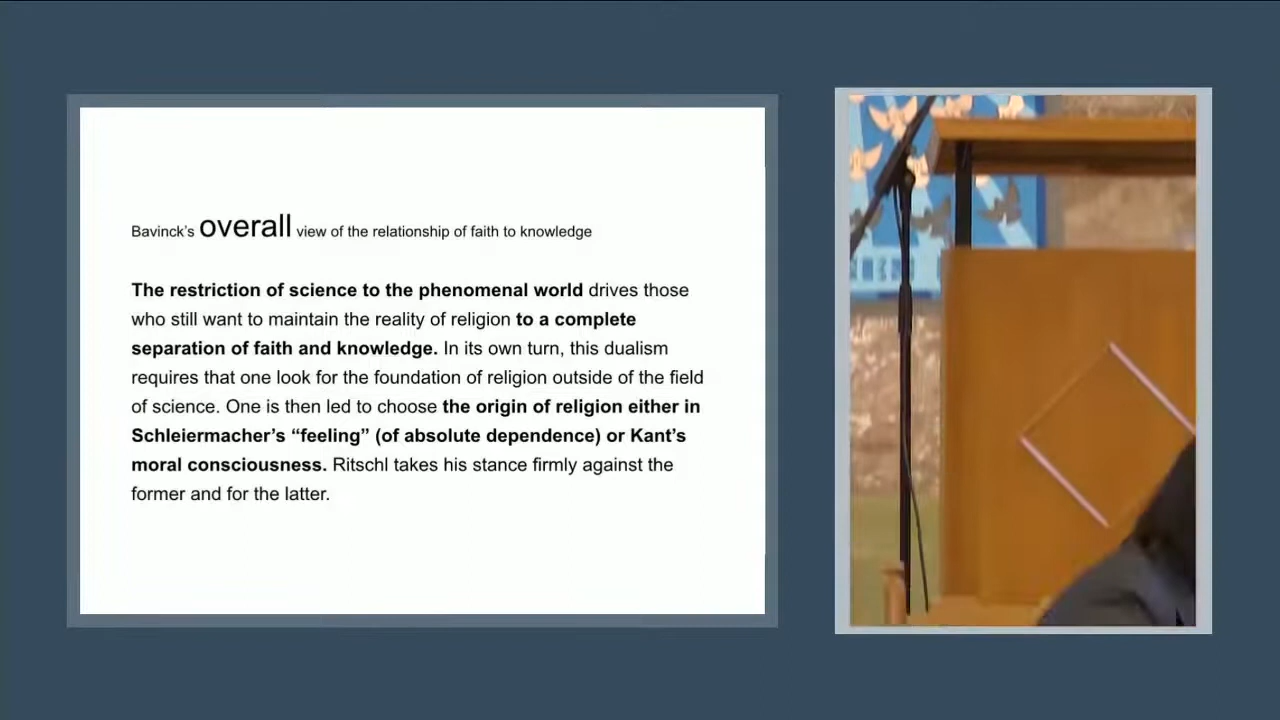 Bavinck's overall view of the relationship of faith to knowledge
The restriction of science to the phenomenal world drives those
who still want to maintain the reality of religion to a complete
separation of faith and knowledge. In its own turn, this dualism
requires that one look for the foundation of religion outside of the field
of science. One is then led to choose the origin of religion either in
Schleiermacher's “feeling” (of absolute dependence) or Kant's
moral consciousness. Ritschl takes his stance firmly against the
former and for the latter.